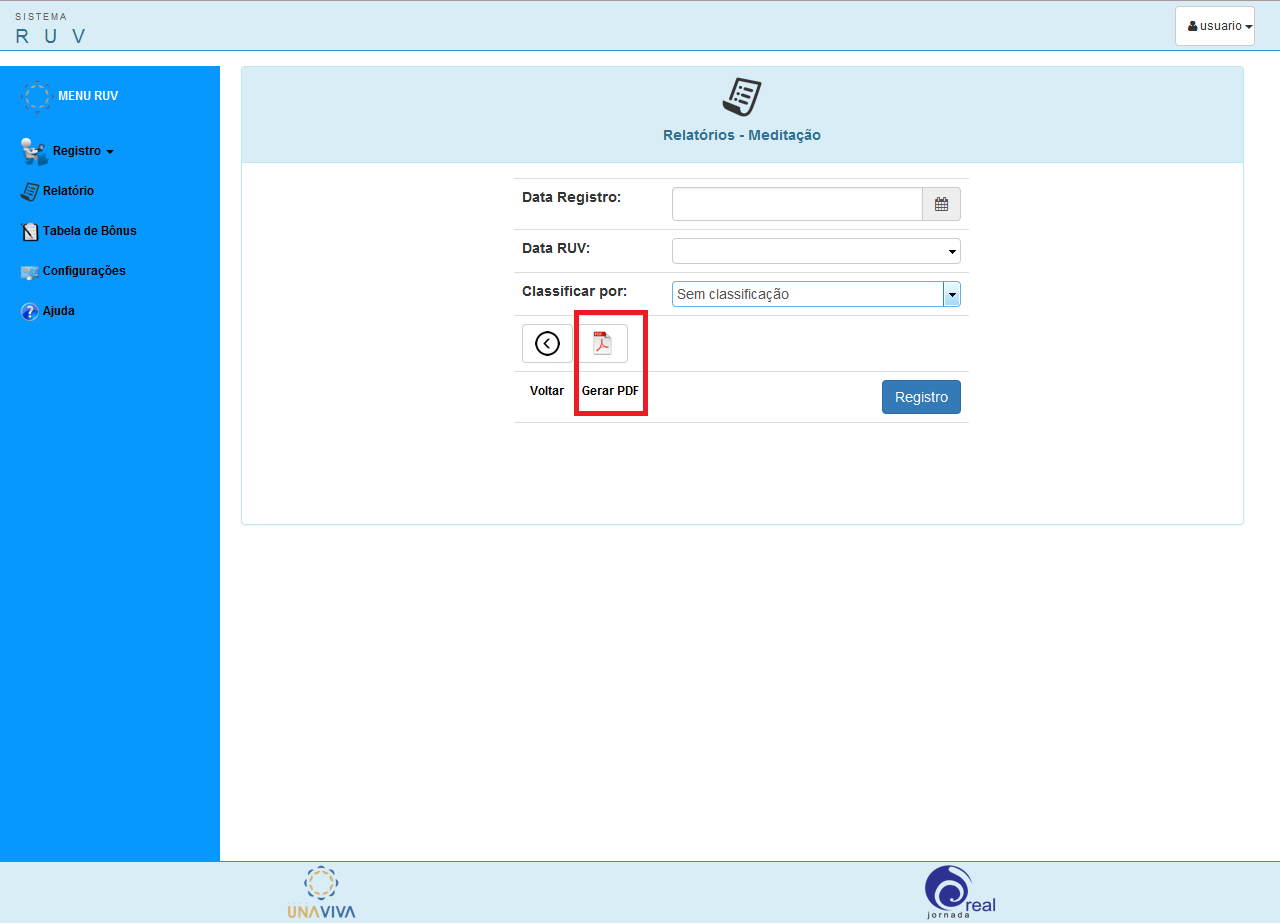 SISTEMA
R U V
usuario
MENU RUV
Registro
Relatório
Tabela de Bônus
Configurações
Ajuda
Relatórios - Meditação
Data Registro:
Data RUV:
Classificar por:
Sem classificação
PDF
Voltar
Gerar PDF
Registro
UNAVIVA
real
jornada